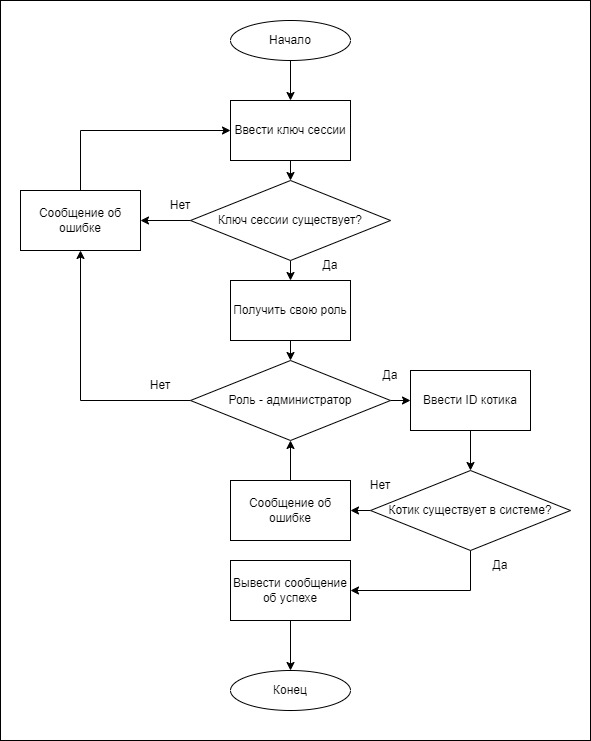 Начало
Ввести ключ сессии
Нет
Сообщение об
ошибке
Ключ сессии существует?
Да
Получить свою роль
Нет
Роль - администратор
Да
Ввести ID котика
Нет
Сообщение об
ошибке
Котик существует в системе?
Да
Вывести сообщение
об успехе
Конец